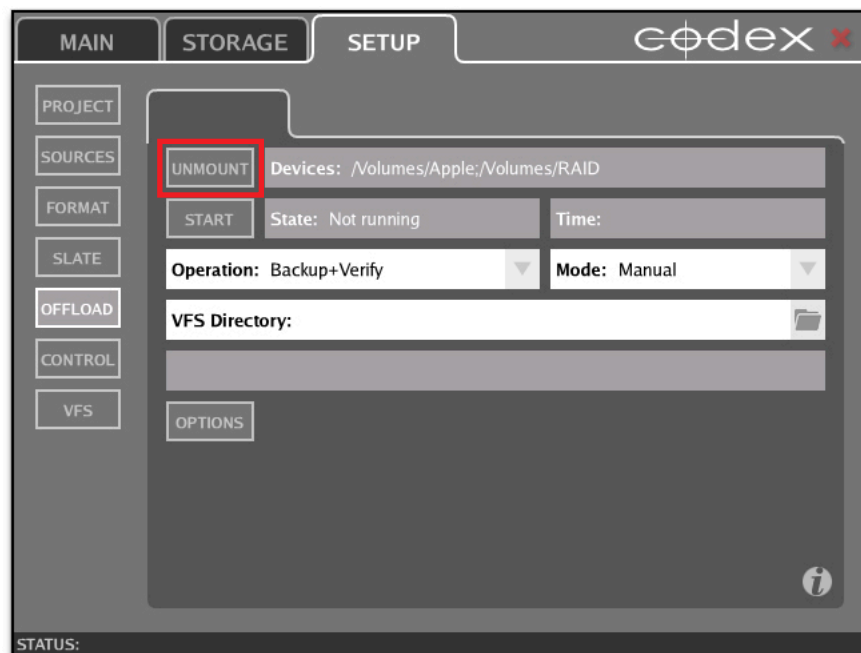 MAIN STORAGE SETUP codex
PROJECT
SOURCES
FORMAT
SLATE
OFFLOAD
CONTROL
VFS
UNMOUNT Devices: /Volumes/Apple;/Volumes/RAID
START State: Not running Time:
Operation: Backup+Verify Mode: Manual
VFS Directory:
OPTIONS
i
STATUS: